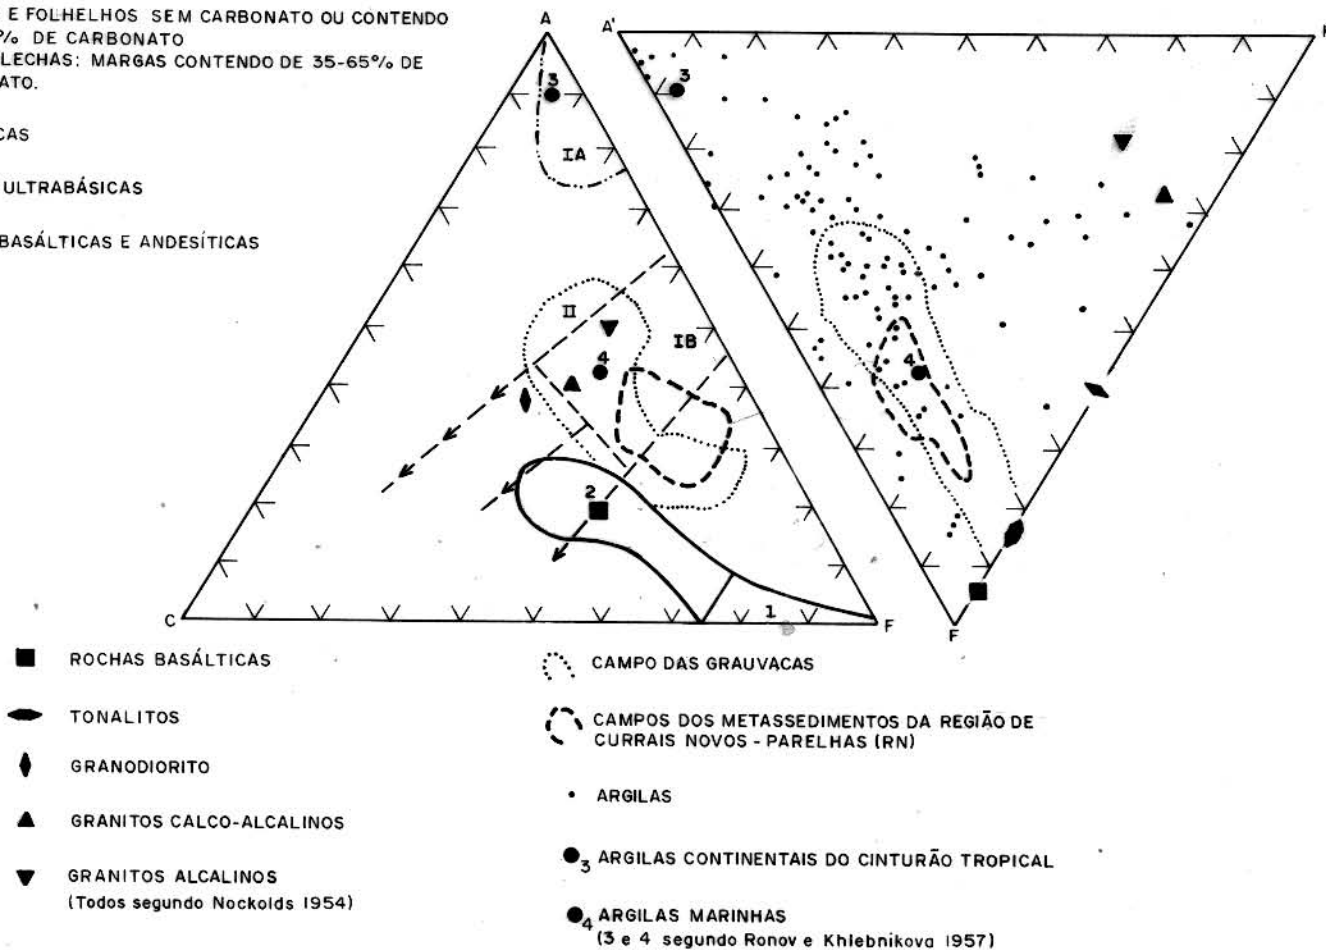 E FOLHELHOS SEM CARBONATO OU CONTENDO
% DE CARBONATO
LECHAS: MARGAS CONTENDO DE 35-65% DE
ATO.
CAS
ULTRABÁSICAS
BASÁLTICAS E ANDESÍTICAS
A
3
IA
II
IB
4
2
1
C
F
A'
3
4
F
ROCHAS BASÁLTICAS
TONALITOS
GRANODIORITO
GRANITOS CALCO-ALCALINOS
GRANITOS ALCALINOS
(Todos segundo Nockolds 1954)
CAMPO DAS GRAUVACAS
CAMPOS DOS METASSEDIMENTOS DA REGIÃO DE
CURRAIS NOVOS - PARELHAS (RN)
ARGILAS
3 ARGILAS CONTINENTAIS DO CINTURÃO TROPICAL
4 ARGILAS MARINHAS
(3 e 4 segundo Ronov e Khlebnikova 1957)